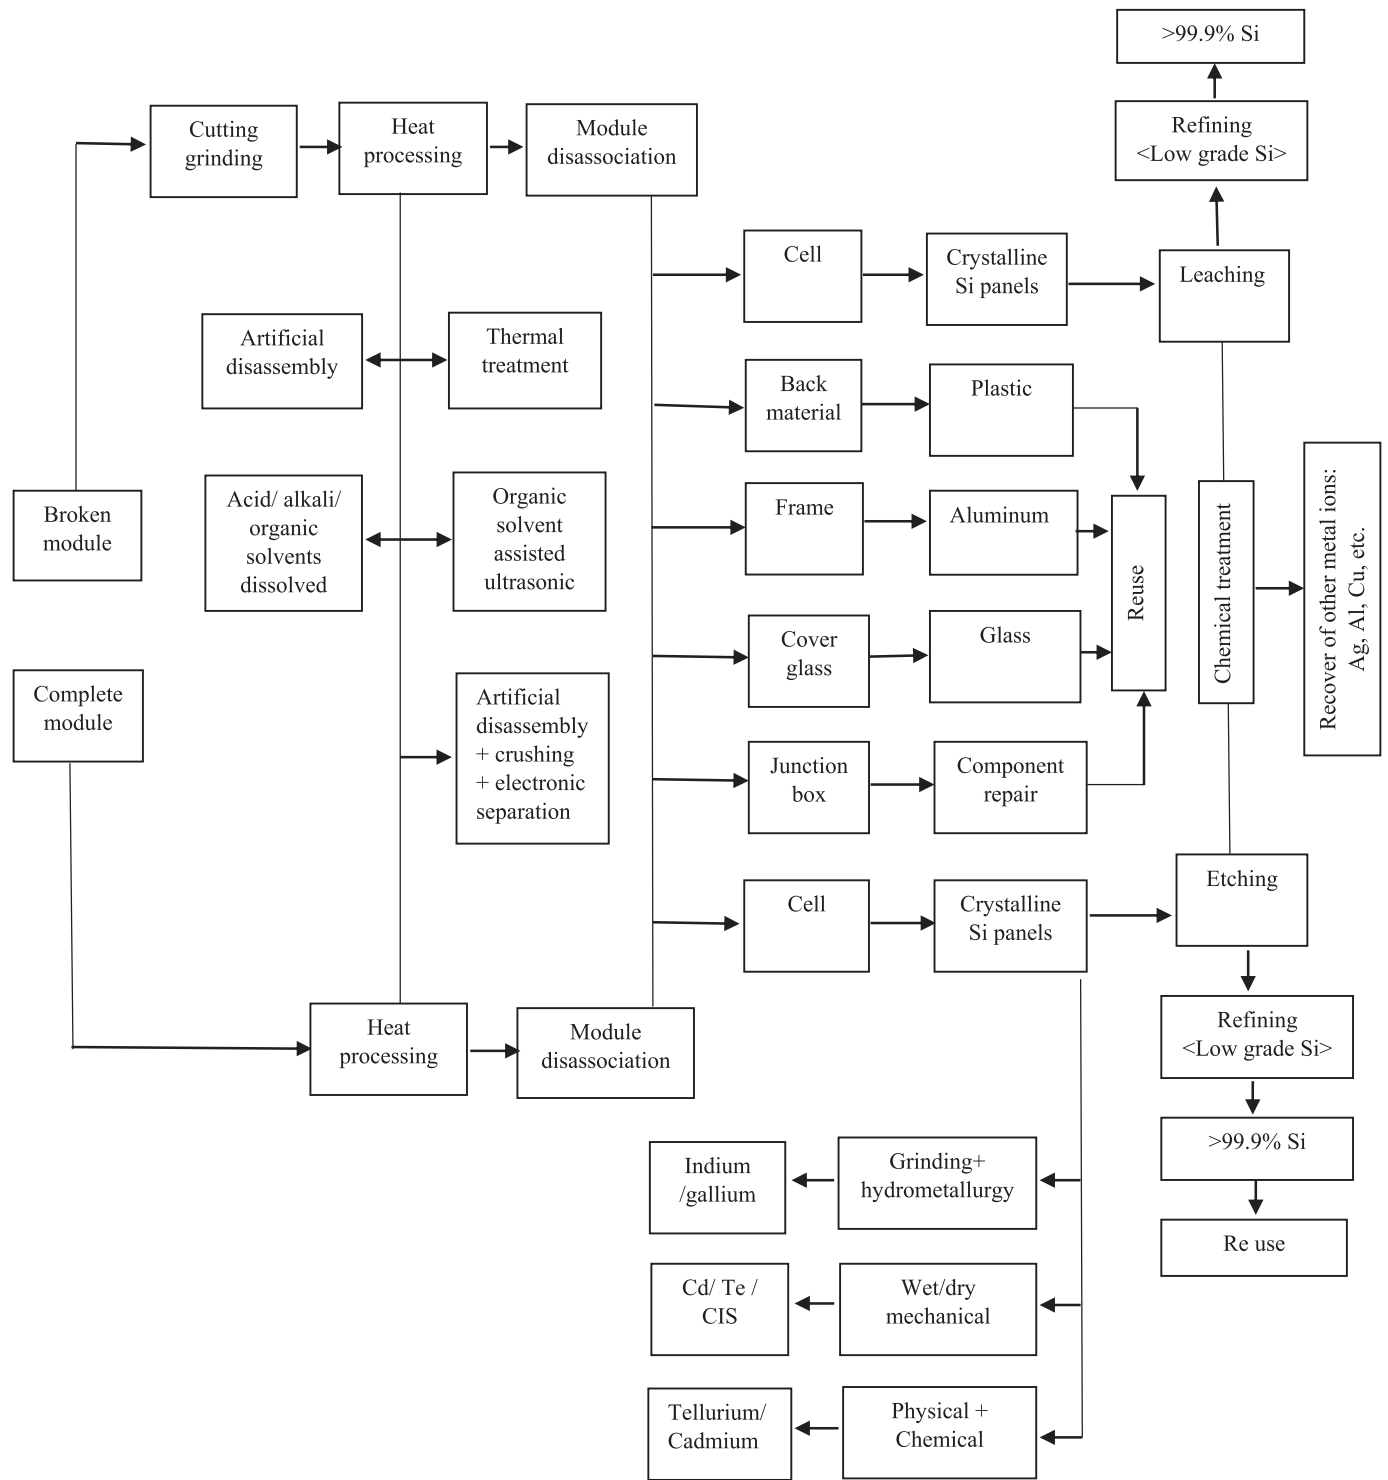 >99.9% Si
Refining
<Low grade Si>
Cutting
grinding
Heat
processing
Module
disassociation
Cell
Crystalline
Si panels
Leaching
Artificial
disassembly
Thermal
treatment
Back
material
Plastic
Broken
module
Acid/ alkali/
organic
solvents
dissolved
Organic
solvent
assisted
ultrasonic
Frame
Aluminum
Reuse
Chemical treatment
Recover of other metal ions:
Ag, Al, Cu, etc.
Cover
glass
Glass
Complete
module
Artificial
disassembly
+ crushing
+ electronic
separation
Junction
box
Component
repair
Cell
Crystalline
Si panels
Etching
Heat
processing
Module
disassociation
Refining
<Low grade Si>
>99.9% Si
Re use
Indium
/gallium
Grinding+
hydrometallurgy
Cd/ Te /
CIS
Wet/dry
mechanical
Tellurium/
Cadmium
Physical +
Chemical